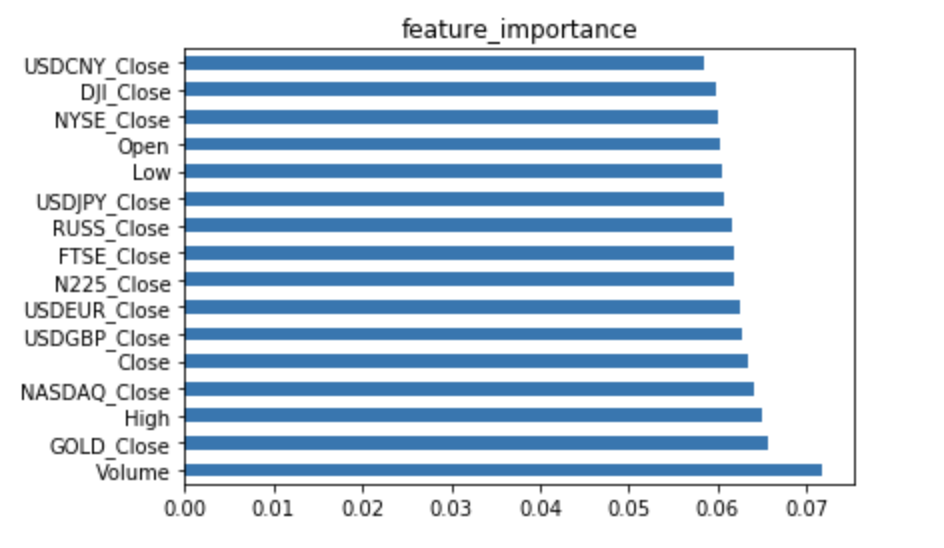 feature_importance
USDCNY_Close
DJI_Close
NYSE_Close
Open
Low
USDJPY_Close
RUSS_Close
FTSE_Close
N225_Close
USDEUR_Close
USDGBP_Close
Close
NASDAQ_Close
High
GOLD_Close
Volume
0.00 0.01 0.02 0.03 0.04 0.05 0.06 0.07